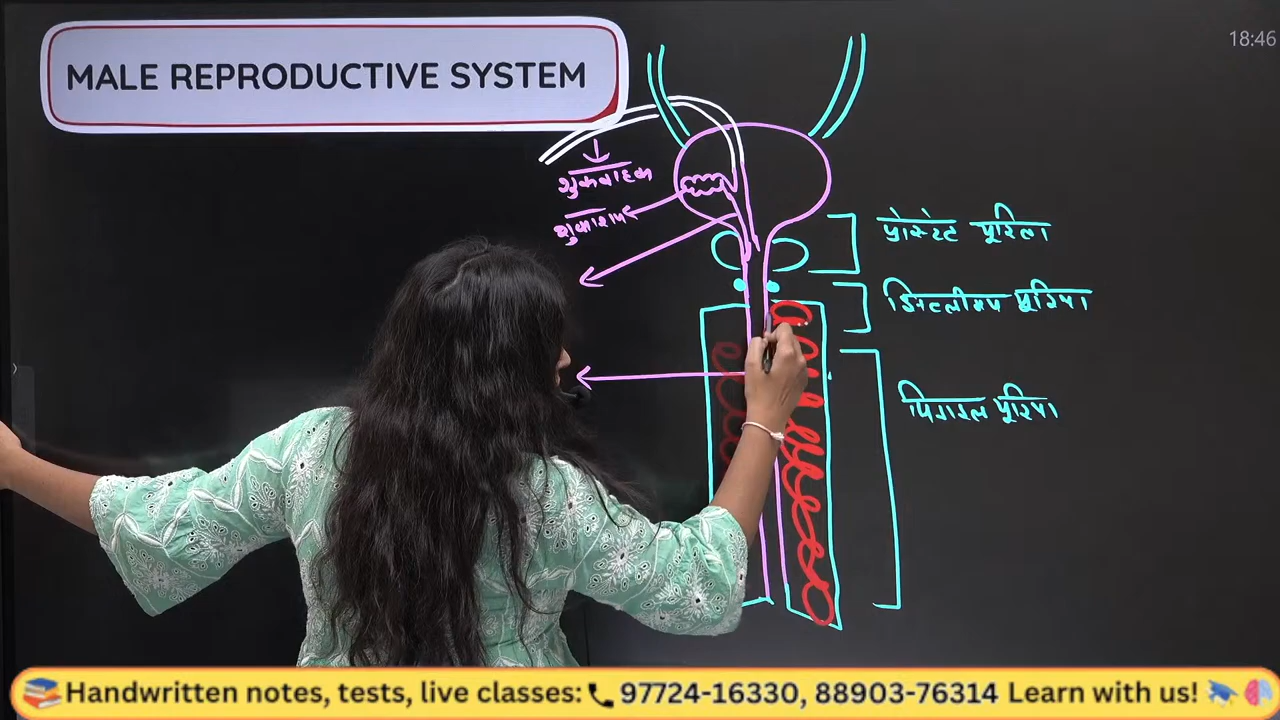 MALE REPRODUCTIVE SYSTEM
18:46
शुक्रवाहक
शुक्राशय
प्रोस्टेट यूरिथ्रा
यूरिथ्रा
यूरिथ्रा
📚Handwritten notes, tests, live classes:📞97724-16330, 88903-76314 Learn with us!